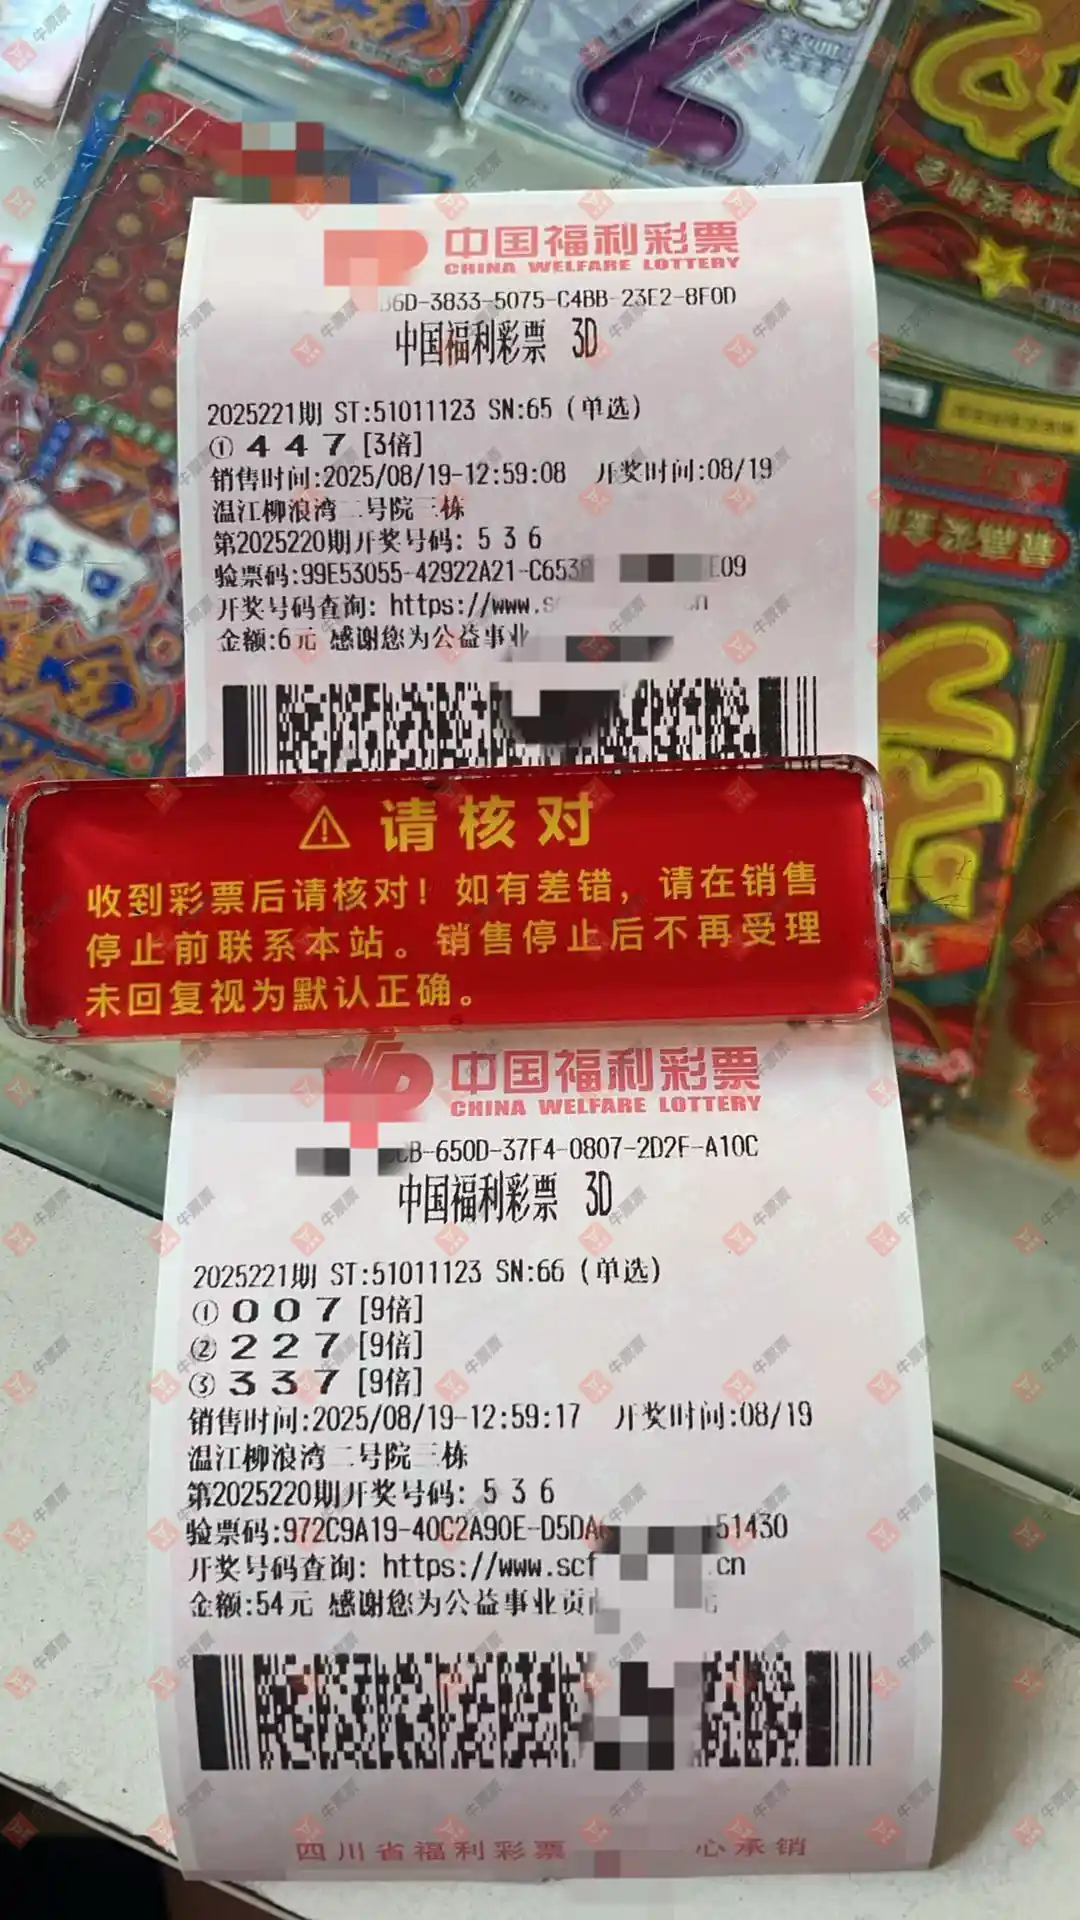 中国福利彩票
CHINA WELFARE LOTTERY
6D-3833-5075-C4BB-23E2-8F0D
中国福利彩票 3D
2025221期 ST:51011123 SN:65 (单选)
① 4 4 7 [3倍]
销售时间:2025/08/19-12:59:08 开奖时间:08/19
温江柳浪湾二号院三栋
第2025220期开奖号码: 5 3 6
验票码:99E53055-42922A21-C653 E09
开奖号码查询: https://www.s
金额:6元 感谢您为公益事业
⚠ 请核对
收到彩票后请核对！如有差错，请在销售
停止前联系本站。销售停止后不再受理
未回复视为默认正确。
中国福利彩票
CHINA WELFARE LOTTERY
CB-650D-37F4-0807-2D2F-A10C
中国福利彩票 3D
2025221期 ST:51011123 SN:66 (单选)
① 0 0 7 [9倍]
② 2 2 7 [9倍]
③ 3 3 7 [9倍]
销售时间:2025/08/19-12:59:17 开奖时间:08/19
温江柳浪湾二号院三栋
第2025220期开奖号码: 5 3 6
验票码:972C9A19-40C2A90E-D5DA 51430
开奖号码查询: https://www.scf .cn
金额:54元 感谢您为公益事业贡
四川省福利彩票 心承销
牛票票